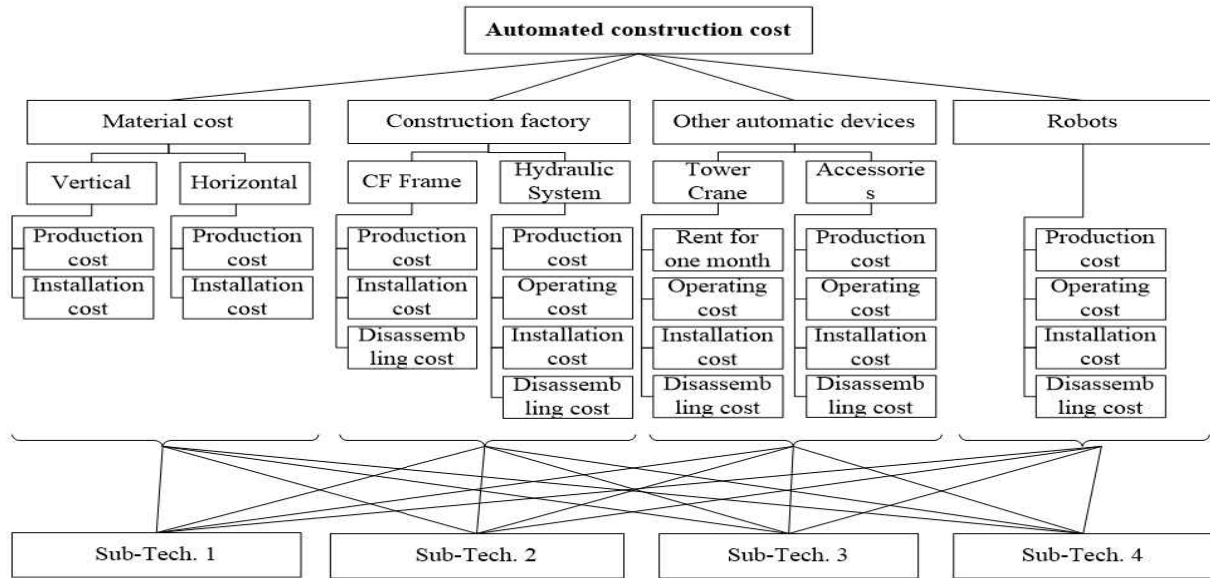 Automated construction cost
Material cost
Construction factory
Other automatic devices
Robots
Vertical
Horizontal
CF Frame
Hydraulic
System
Tower
Crane
Accessorie
s
Production
cost
Installation
cost
Production
cost
Installation
cost
Production
cost
Installation
cost
Disassemb
ling cost
Production
cost
Operating
cost
Installation
cost
Disassemb
ling cost
Rent for
one month
Operating
cost
Installation
cost
Disassemb
ling cost
Production
cost
Operating
cost
Installation
cost
Disassemb
ling cost
Production
cost
Operating
cost
Installation
cost
Disassemb
ling cost
Sub-Tech. 1
Sub-Tech. 2
Sub-Tech. 3
Sub-Tech. 4